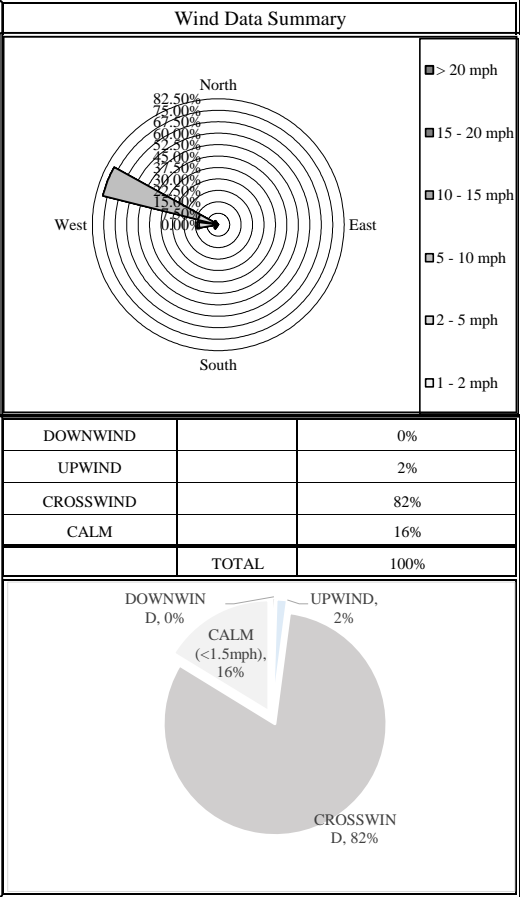 Wind Data Summary
North
82.50%
75.00%
67.50%
60.00%
52.50%
45.00%
37.50%
30.00%
22.50%
15.00%
7.50%
0.00%
West
East
South
> 20 mph
15 - 20 mph
10 - 15 mph
5 - 10 mph
2 - 5 mph
1 - 2 mph
DOWNWIND 0%
UPWIND 2%
CROSSWIND 82%
CALM 16%
TOTAL 100%
DOWNWIN
D, 0%
UPWIND,
2%
CALM
(<1.5mph),
16%
CROSSWIN
D, 82%